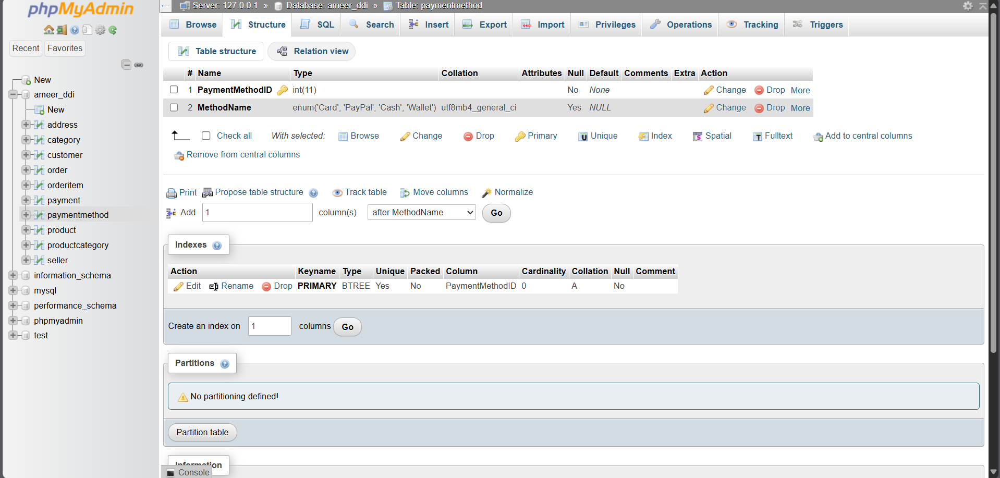 phpMyAdmin
Recent Favorites
New
ameer_ddi
New
address
category
customer
order
orderitem
payment
paymentmethod
product
productcategory
seller
information_schema
mysql
performance_schema
phpmyadmin
test
Server: 127.0.0.1 » Database: ameer_ddi » Table: paymentmethod
Browse Structure SQL Search Insert Export Import Privileges Operations Tracking Triggers
Table structure Relation view
# Name Type Collation Attributes Null Default Comments Extra Action
1 PaymentMethodID int(11) No None Change Drop More
2 MethodName enum('Card', 'PayPal', 'Cash', 'Wallet') utf8mb4_general_ci Yes NULL Change Drop More
Check all With selected: Browse Change Drop Primary Unique Index Spatial Fulltext Add to central columns
Remove from central columns
Print Propose table structure Track table Move columns Normalize
Add 1 column(s) after MethodName Go
Indexes
Action Keyname Type Unique Packed Column Cardinality Collation Null Comment
Edit Rename Drop PRIMARY BTREE Yes No PaymentMethodID 0 A No
Create an index on 1 columns Go
Partitions
No partitioning defined!
Partition table
Information
Console